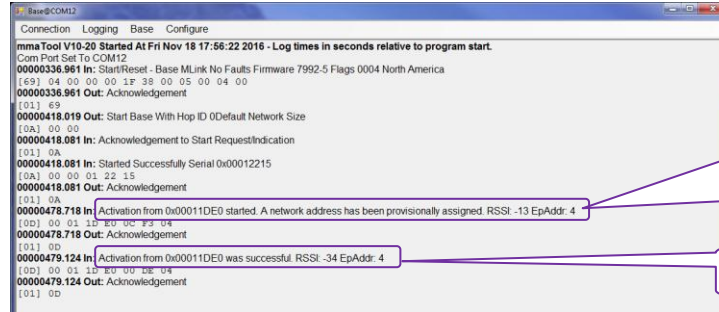 Base@COM12
Connection Logging Base Configure
mmaTool V10-20 Started At Fri Nov 18 17:56:22 2016 - Log times in seconds relative to program start.
Com Port Set To COM12
00000336.961 In: Start/Reset - Base MLink No Faults Firmware 7992-5 Flags 0004 North America
[69] 04 00 00 00 1F 38 00 05 00 04 00
00000336.961 Out: Acknowledgement
[01] 69
00000418.019 Out: Start Base With Hop ID 0Default Network Size
[0A] 00 00
00000418.081 In: Acknowledgement to Start Request/Indication
[01] 0A
00000418.081 In: Started Successfully Serial 0x00012215
[0A] 00 00 01 22 15
00000418.081 Out: Acknowledgement
[01] 0A
00000478.718 In: Activation from 0x00011DE0 started. A network address has been provisionally assigned. RSSI: -13 EpAddr: 4
[0D] 00 01 1D E0 0C F3 04
00000478.718 Out: Acknowledgement
[01] 0D
00000479.124 In: Activation from 0x00011DE0 was successful. RSSI: -34 EpAddr: 4
[0D] 00 01 1D E0 00 DE 04
00000479.124 Out: Acknowledgement
[01] 0D